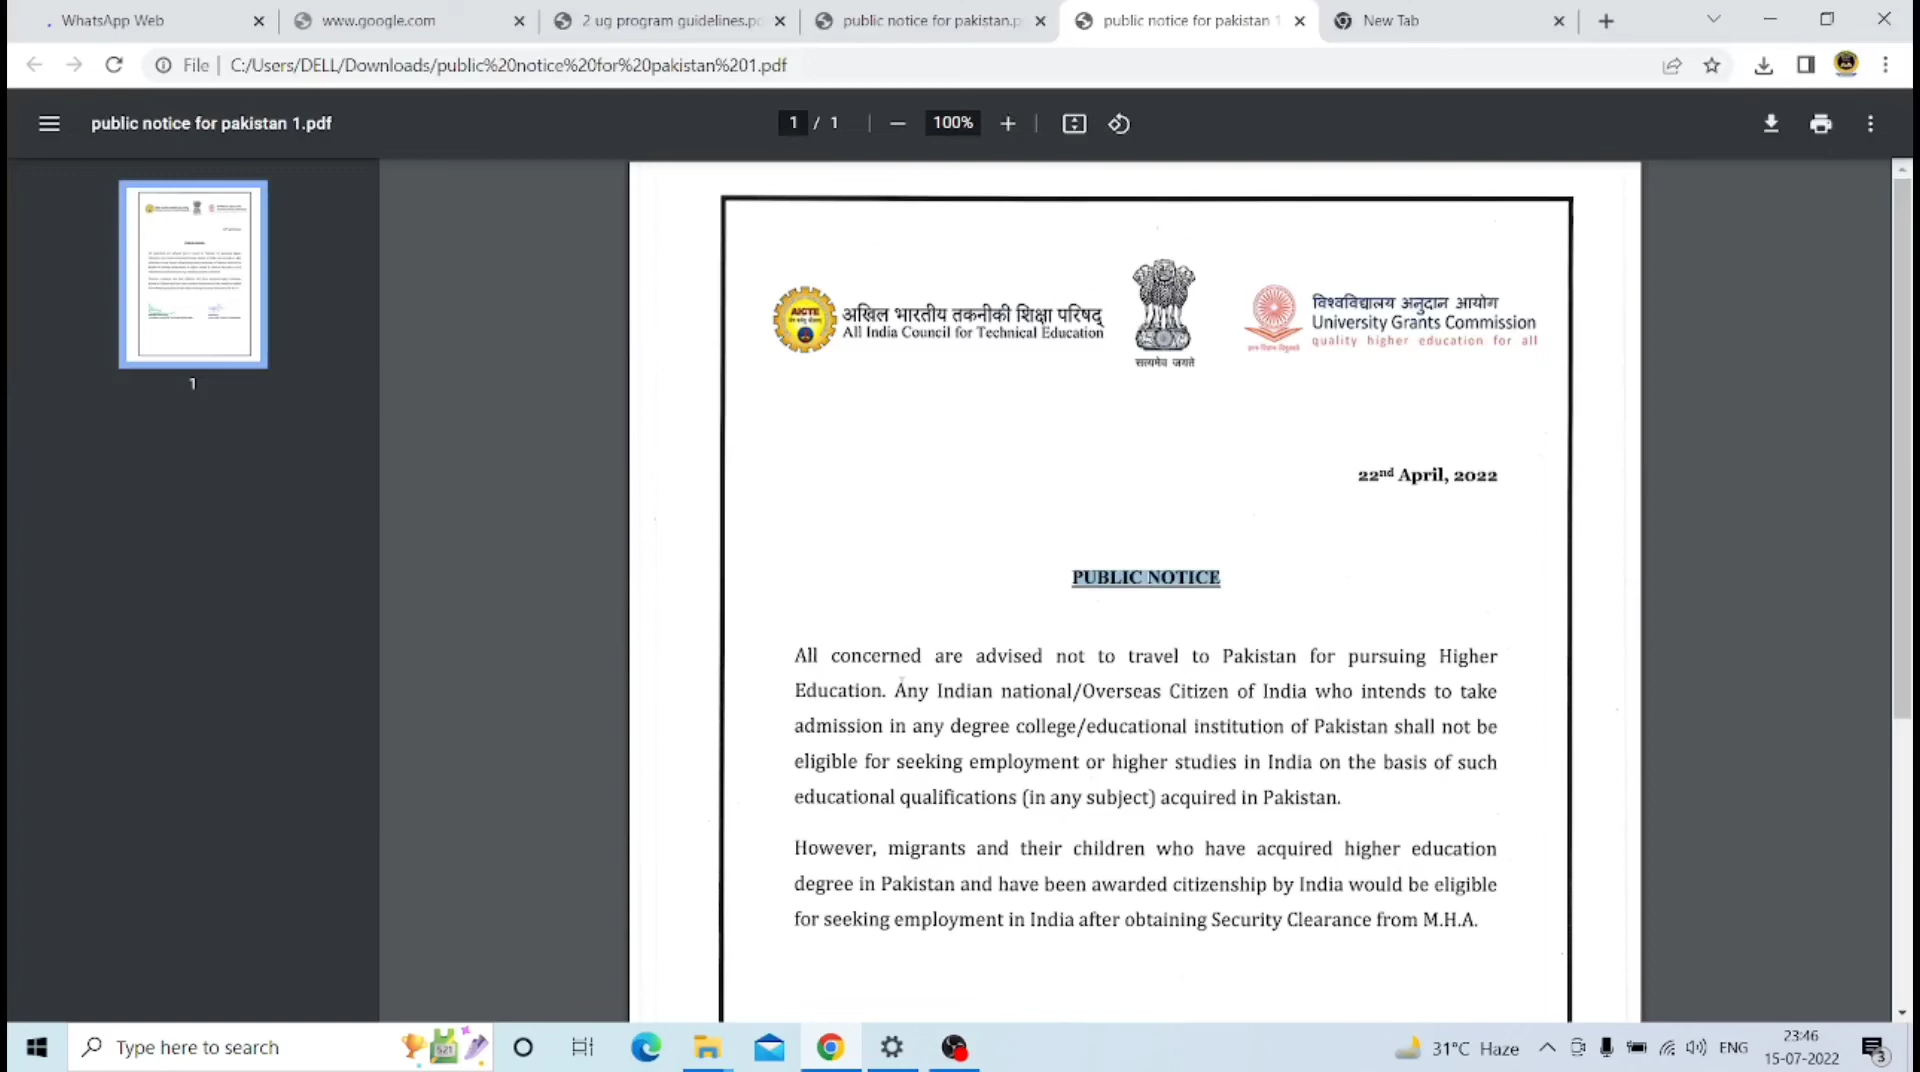 WhatsApp Web
www.google.com
2 ug program guidelines.pd
public notice for pakistan.p
public notice for pakistan 1
New Tab
File
C:/Users/DELL/Downloads/public%20notice%20for%20pakistan%201.pdf
public notice for pakistan 1.pdf
1 / 1
100%
1
AICTE
अखिल भारतीय तकनीकी शिक्षा परिषद्
All India Council for Technical Education
सत्यमेव जयते
विश्वविद्यालय अनुदान आयोग
University Grants Commission
quality higher education for all
22nd April, 2022
PUBLIC NOTICE
All concerned are advised not to travel to Pakistan for pursuing Higher
Education. Any Indian national/Overseas Citizen of India who intends to take
admission in any degree college/educational institution of Pakistan shall not be
eligible for seeking employment or higher studies in India on the basis of such
educational qualifications (in any subject) acquired in Pakistan.
However, migrants and their children who have acquired higher education
degree in Pakistan and have been awarded citizenship by India would be eligible
for seeking employment in India after obtaining Security Clearance from M.H.A.
Type here to search
521
31°C Haze
ENG
23:46
15-07-2022
3